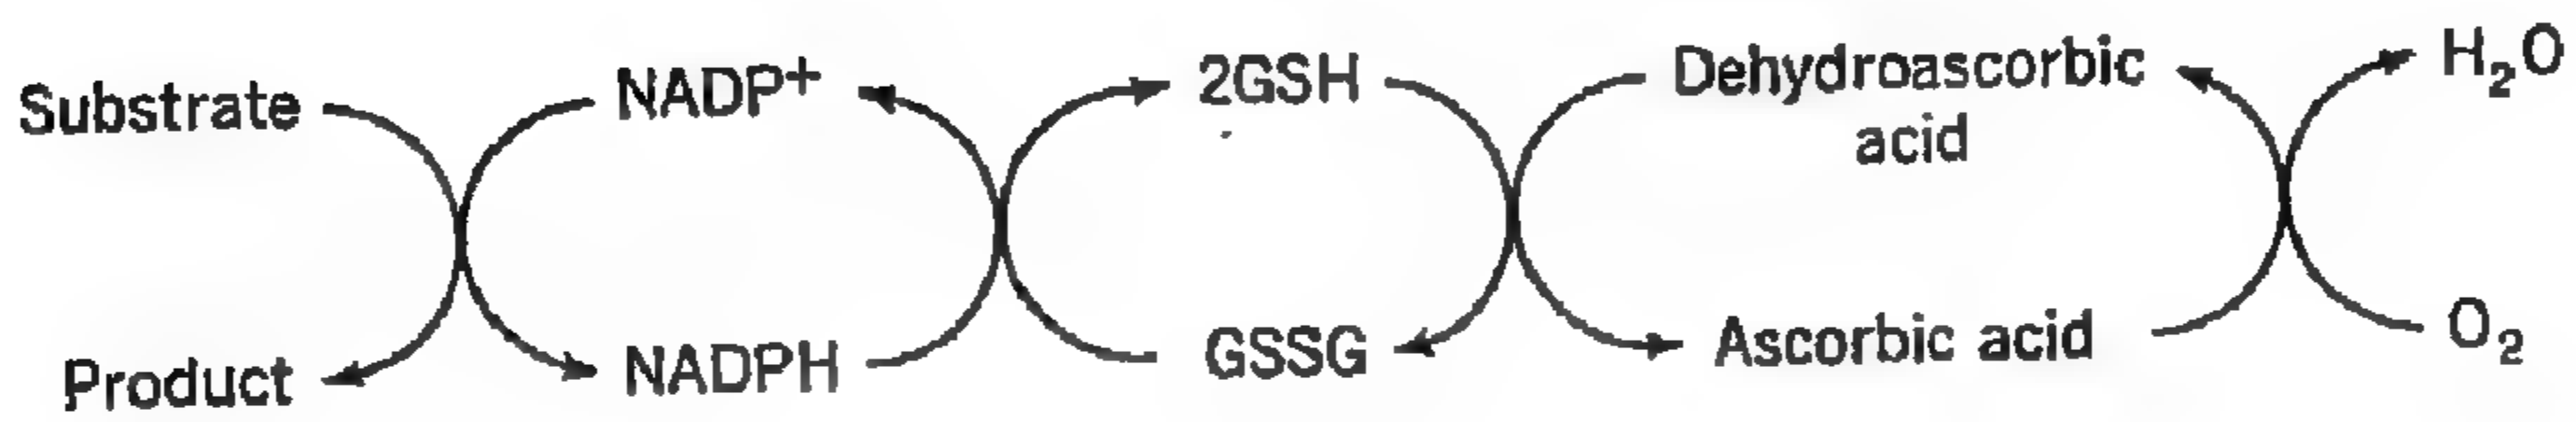 Substrate NADP+ 2GSH Dehydroascorbic acid H₂O
Product NADPH GSSG Ascorbic acid O₂